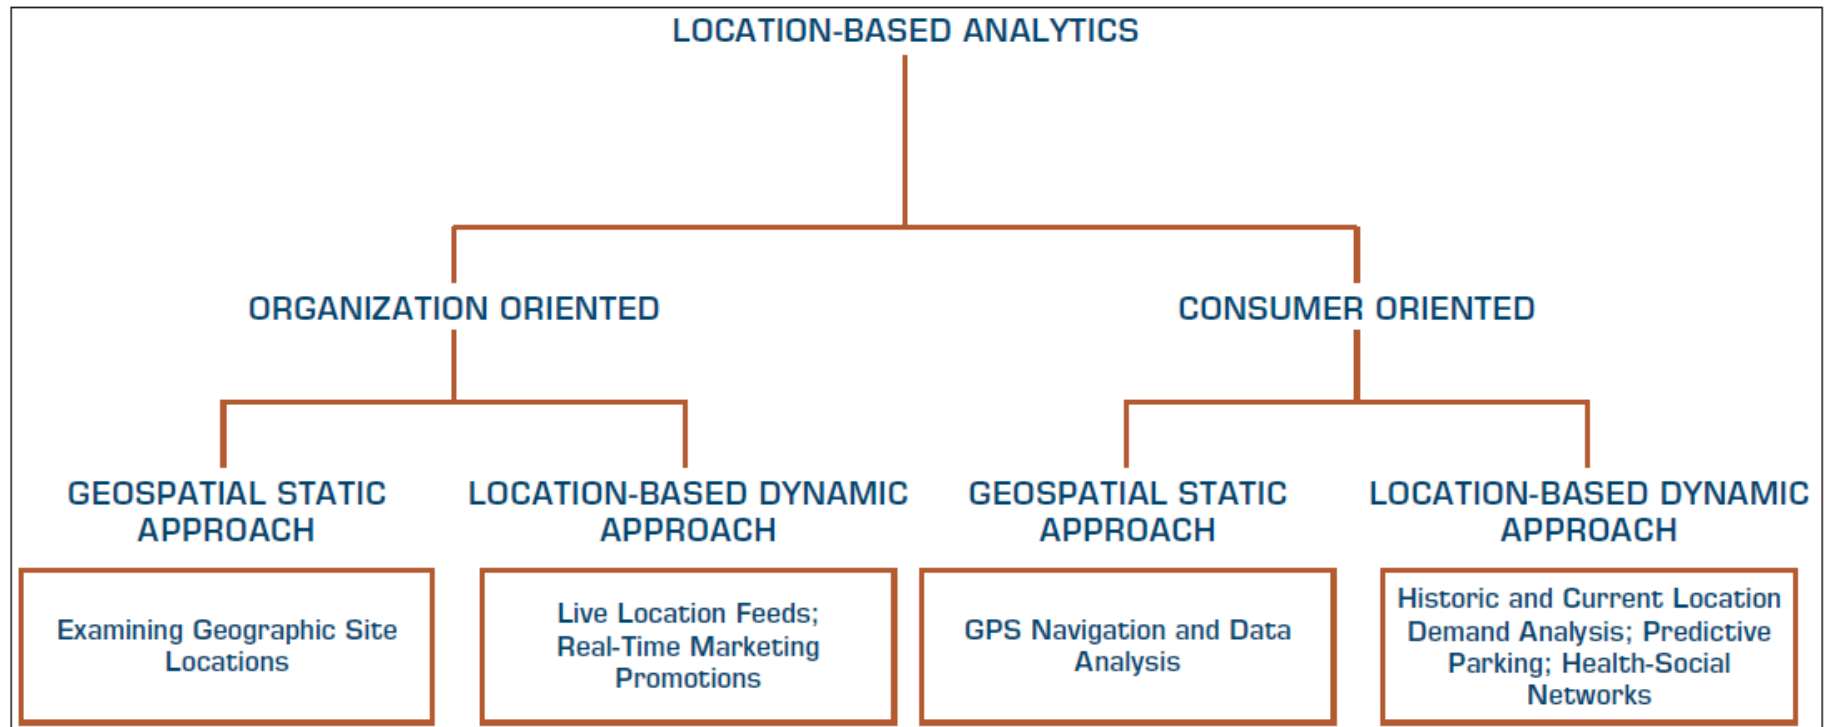 LOCATION-BASED ANALYTICS
ORGANIZATION ORIENTED
CONSUMER ORIENTED
GEOSPATIAL STATIC
APPROACH
LOCATION-BASED DYNAMIC
APPROACH
GEOSPATIAL STATIC
APPROACH
LOCATION-BASED DYNAMIC
APPROACH
Examining Geographic Site
Locations
Live Location Feeds;
Real-Time Marketing
Promotions
GPS Navigation and Data
Analysis
Historic and Current Location
Demand Analysis; Predictive
Parking; Health-Social
Networks